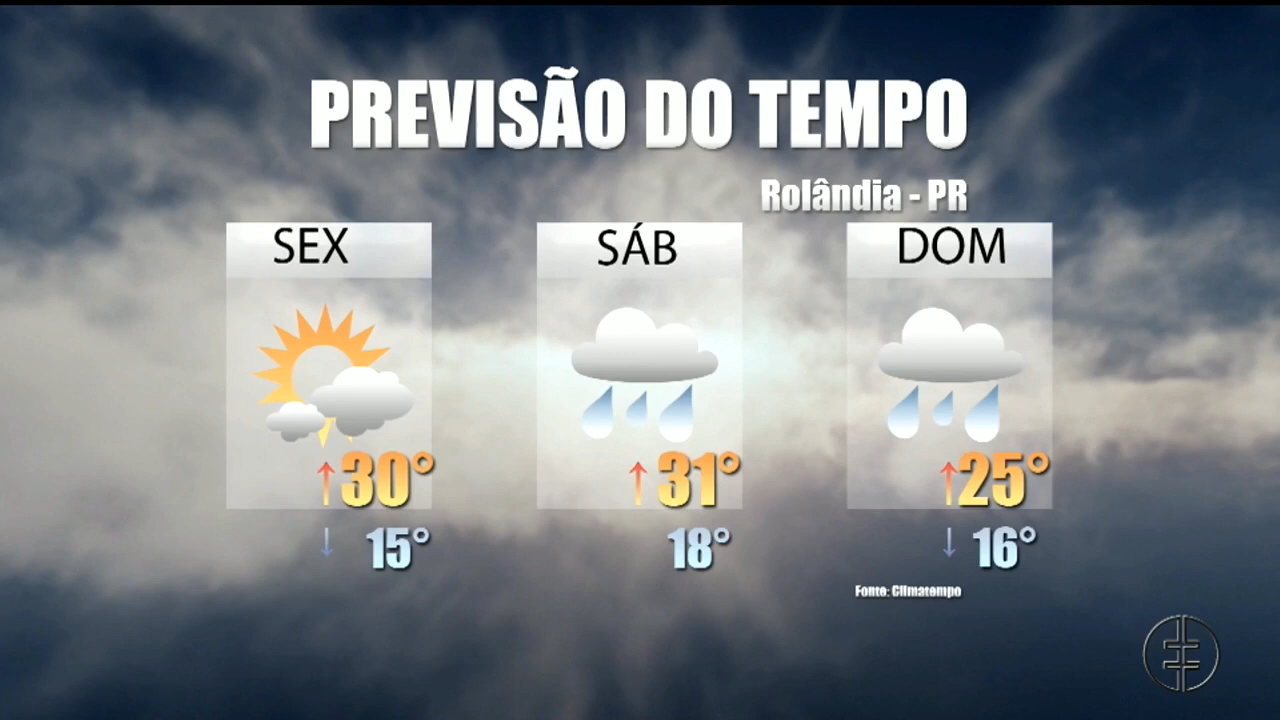 PREVISÃO DO TEMPO
Rolândia - PR
SEX
SÁB
DOM
↑30°
↑31°
↑25°
↓ 15°
18°
↓ 16°
Fonte: Climatempo